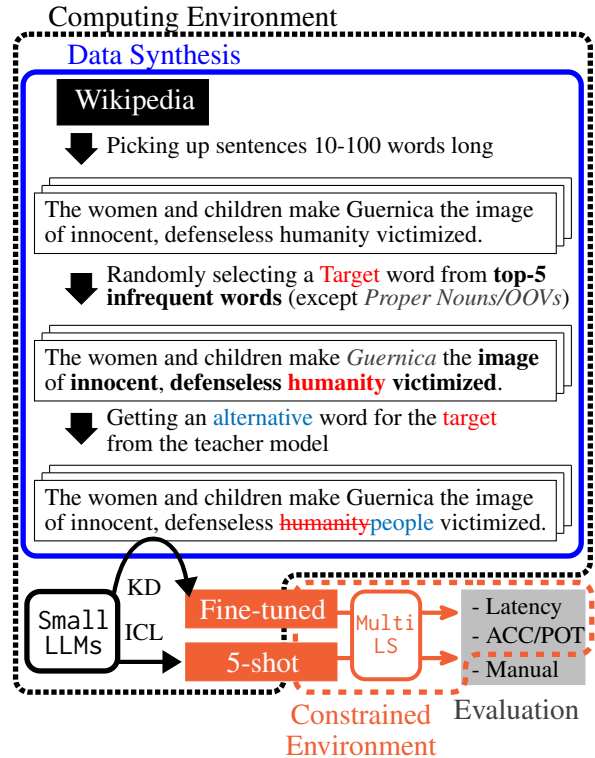 Computing Environment
Data Synthesis
Wikipedia
Picking up sentences 10-100 words long
The women and children make Guernica the image
of innocent, defenseless humanity victimized.
Randomly selecting a Target word from top-5
infrequent words (except Proper Nouns/OOVs)
The women and children make Guernica the image
of innocent, defenseless humanity victimized.
Getting an alternative word for the target
from the teacher model
The women and children make Guernica the image
of innocent, defenseless humanitypeople victimized.
KD
ICL
Small
LLMs
Fine-tuned
5-shot
Multi
LS
- Latency
- ACC/POT
- Manual
Constrained
Environment
Evaluation